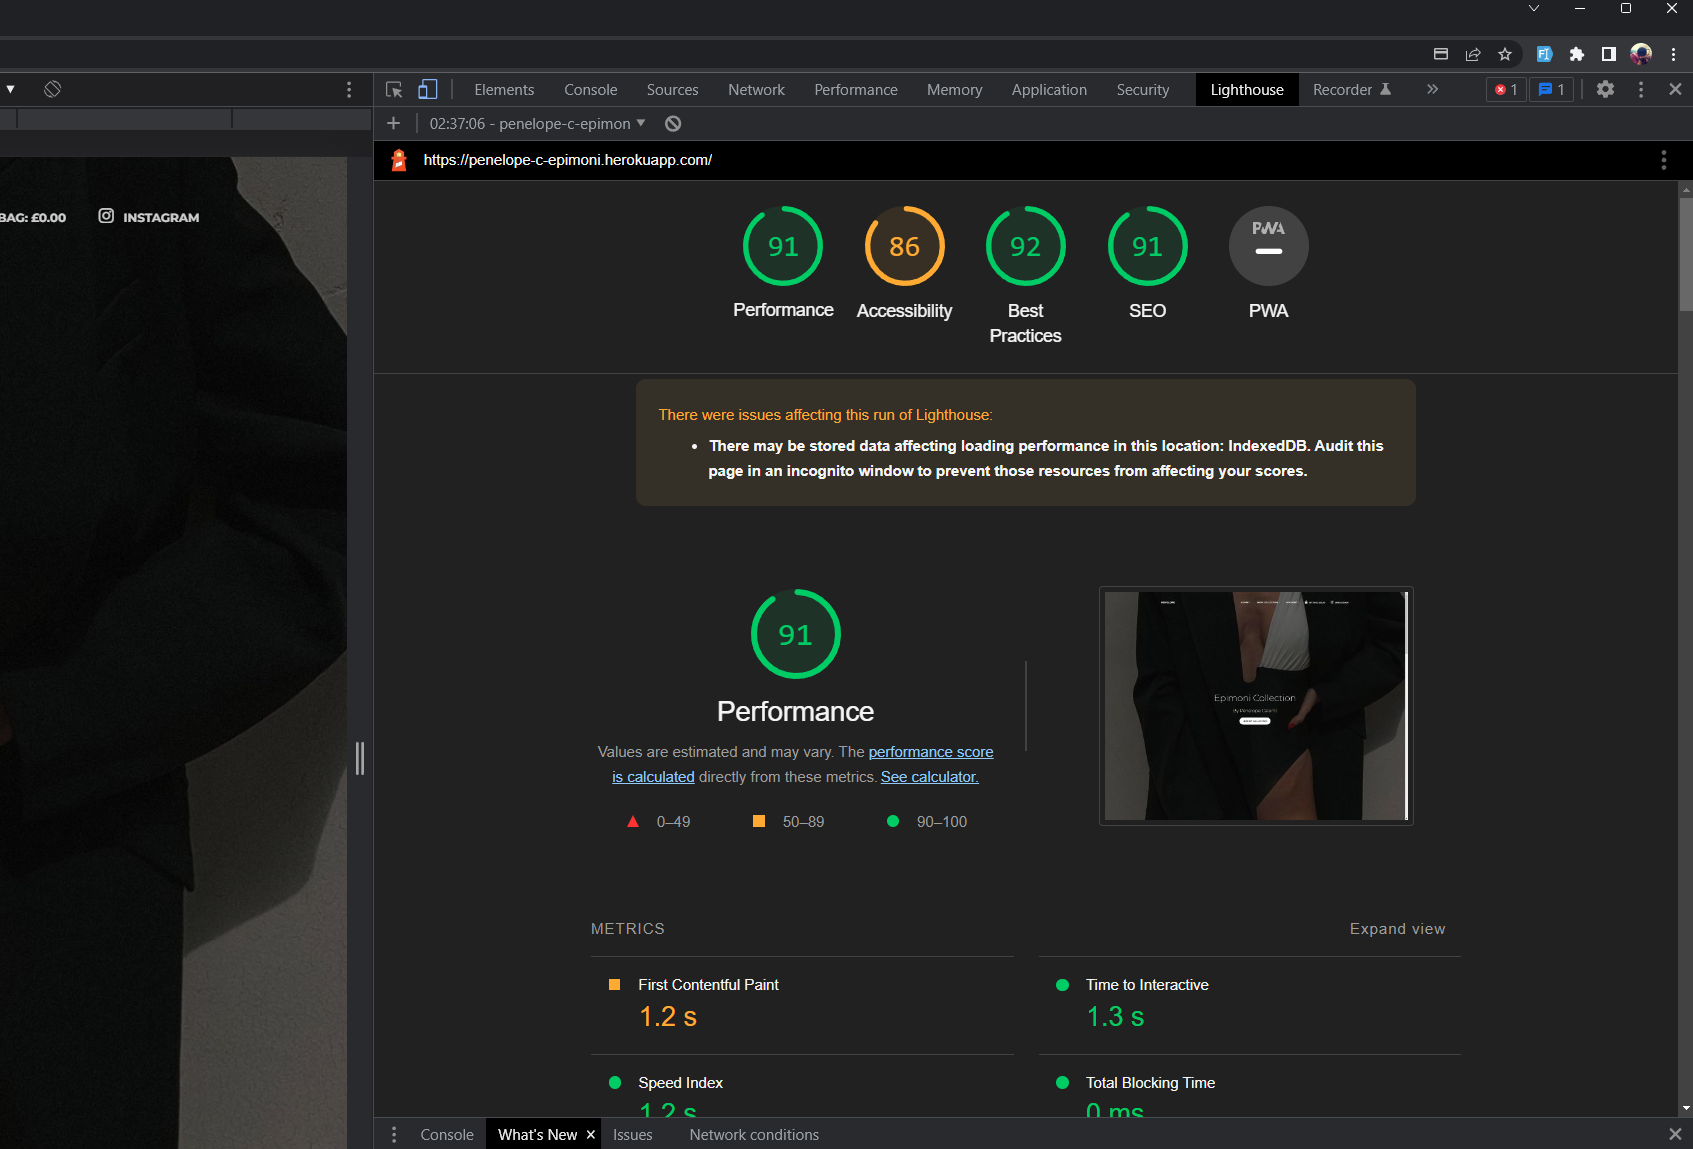 Elements Console Sources Network Performance Memory Application Security Lighthouse Recorder 1 1
02:37:06 - penelope-c-epimon
https://penelope-c-epimoni.herokuapp.com/
BAG: £0.00 INSTAGRAM
91 86 92 91 PWA
Performance Accessibility Best Practices SEO PWA
There were issues affecting this run of Lighthouse:
There may be stored data affecting loading performance in this location: IndexedDB. Audit this
page in an incognito window to prevent those resources from affecting your scores.
91
Performance
Values are estimated and may vary. The performance score
is calculated directly from these metrics. See calculator.
0–49 50–89 90–100
Epimoni Collection
METRICS Expand view
First Contentful Paint
1.2 s
Time to Interactive
1.3 s
Speed Index
1.2 s
Total Blocking Time
0 ms
Console What's New Issues Network conditions